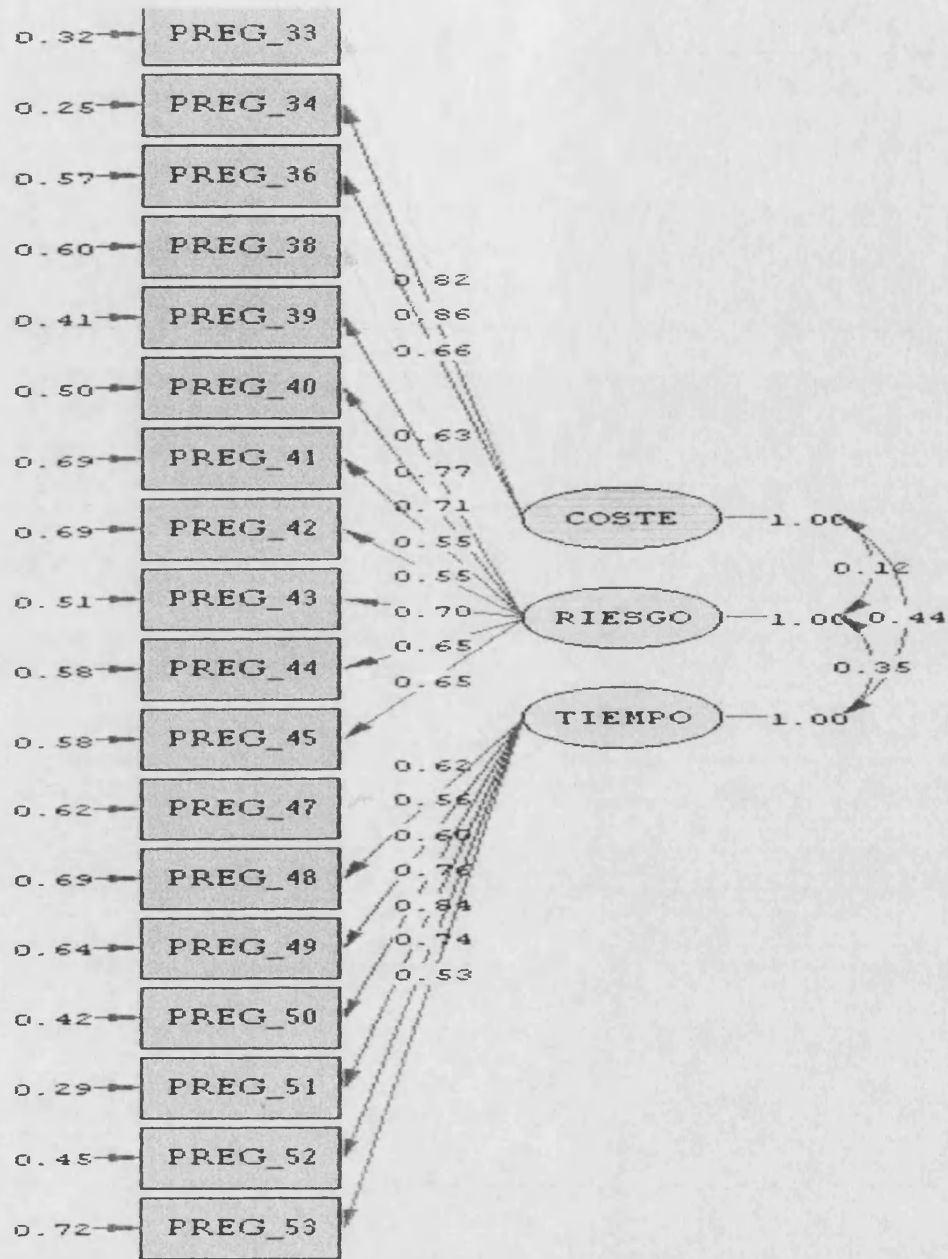 0.32 PREG_33
0.25 PREG_34
0.57 PREG_36
0.60 PREG_38
0.82
0.41 PREG_39
0.86
0.66
0.50 PREG_40
0.63
0.69 PREG_41
0.77
0.71
COSTE 1.00
0.69 PREG_42
0.55
0.12
0.55
0.51 PREG_43
0.70
RIESGO 1.00 0.44
0.65
0.58 PREG_44
0.35
0.65
TIEMPO 1.00
0.58 PREG_45
0.62
0.62 PREG_47
0.56
0.60
0.69 PREG_48
0.76
0.84
0.64 PREG_49
0.74
0.53
0.42 PREG_50
0.29 PREG_51
0.45 PREG_52
0.72 PREG_53